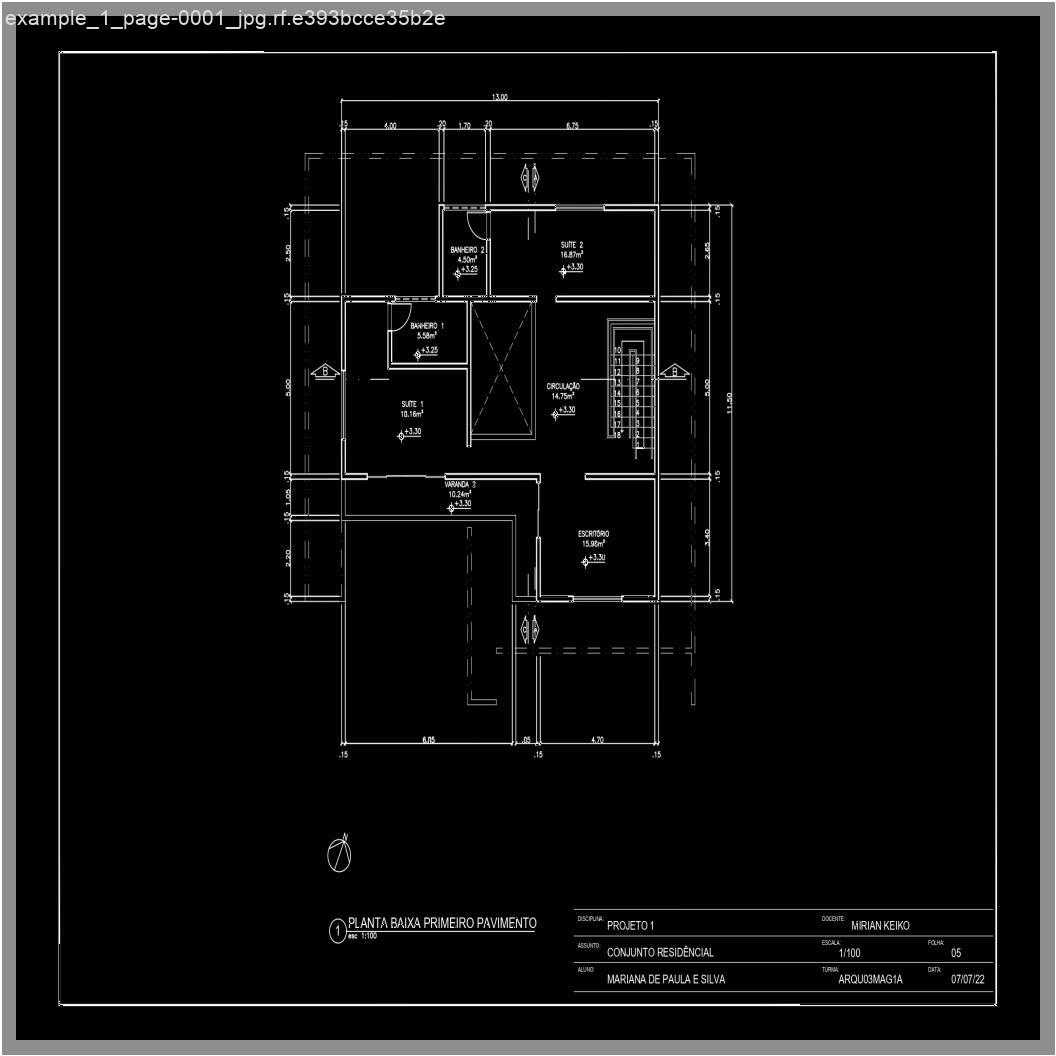 example_1_page-0001_jpg.rf.e393bcce35b2e
13.00
.15 4.00 .20 1.70 .20 6.75 .15
C A
.15
2.50
.15
5.00
.15
1.05
.15
2.20
.15
.15
2.65
.15
5.00
.15
3.40
.15
11.50
SUÍTE 2
16.87m²
+3.30
BANHEIRO 2
4.50m²
+3.25
BANHEIRO 1
5.58m²
+3.25
B
B
CIRCULAÇÃO
14.75m²
+3.30
SUÍTE 1
10.16m²
+3.30
10
11 9
12 8
13 7
14 6
15 5
16 4
17 3
18 2
1
VARANDA 2
10.24m²
+3.30
ESCRITÓRIO
15.98m²
+3.30
C A
.15 .15 .15
4.70
N
1 PLANTA BAIXA PRIMEIRO PAVIMENTO
esc 1:100
DISCIPLINA: PROJETO 1 DOCENTE: MIRIAN KEIKO
ASSUNTO: CONJUNTO RESIDÊNCIAL ESCALA: 1/100 FOLHA: 05
ALUNO: MARIANA DE PAULA E SILVA TURMA: ARQU03MAG1A DATA: 07/07/22